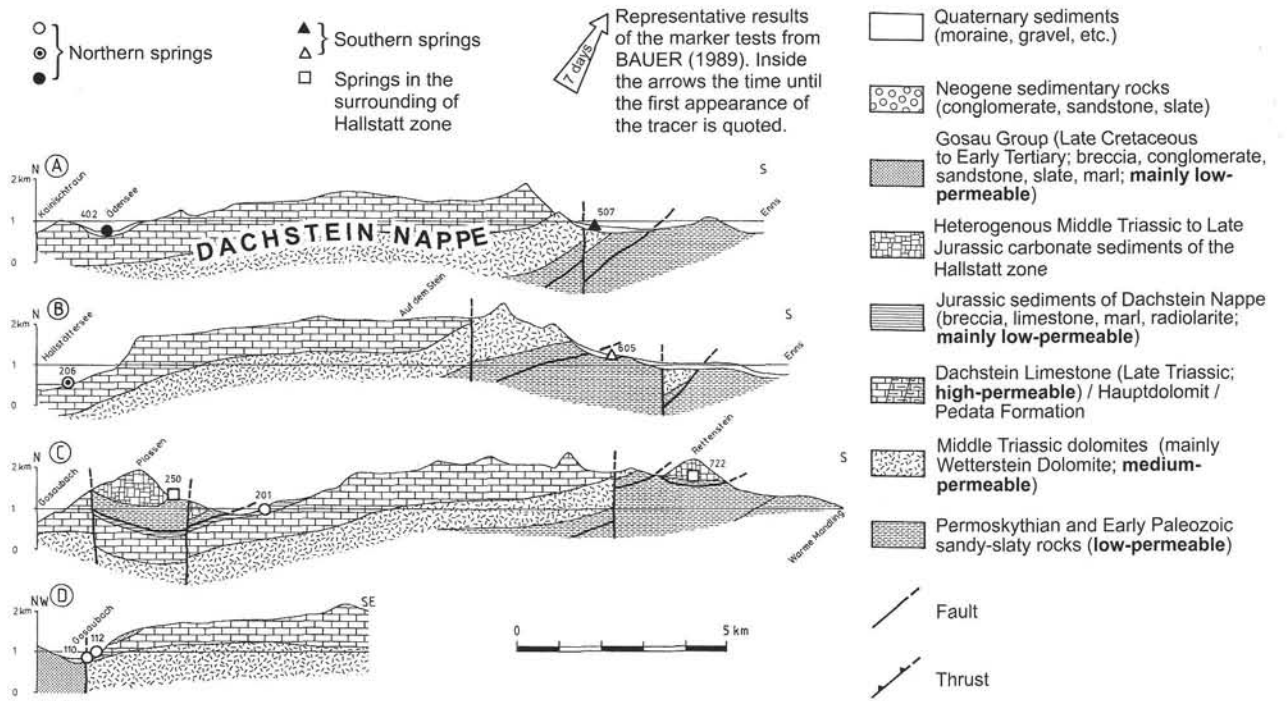 Northern springs
Southern springs
Springs in the
surrounding of
Hallstatt zone
7 days
Representative results
of the marker tests from
BAUER (1989). Inside
the arrows the time until
the first appearance of
the tracer is quoted.
A
N
S
2km
1
0
Kainischtraun
402
Ödensee
DACHSTEIN NAPPE
507
Enns
B
N
S
2km
1
0
Hallstättersee
206
Auf dem Stein
605
Enns
C
N
S
2km
1
0
Gosaubach
Plassen
250
201
Rettenstein
722
Warme Mandling
NW
D
SE
2km
1
0
Gosaubach
110
112
0
5 km
Quaternary sediments
(moraine, gravel, etc.)
Neogene sedimentary rocks
(conglomerate, sandstone, slate)
Gosau Group (Late Cretaceous
to Early Tertiary; breccia, conglomerate,
sandstone, slate, marl; mainly low-
permeable)
Heterogenous Middle Triassic to Late
Jurassic carbonate sediments of the
Hallstatt zone
Jurassic sediments of Dachstein Nappe
(breccia, limestone, marl, radiolarite;
mainly low-permeable)
Dachstein Limestone (Late Triassic;
high-permeable) / Hauptdolomit /
Pedata Formation
Middle Triassic dolomites (mainly
Wetterstein Dolomite; medium-
permeable)
Permoskythian and Early Paleozoic
sandy-slaty rocks (low-permeable)
Fault
Thrust